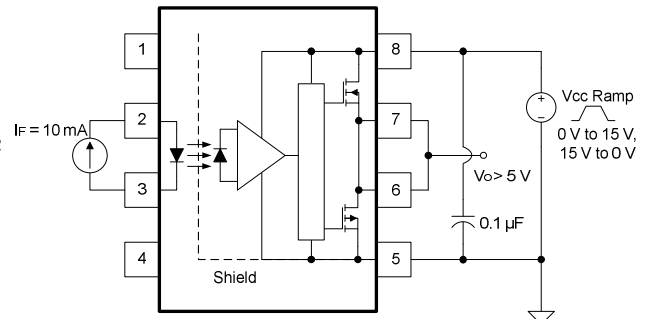 1
2
3
4
IF = 10 mA
Shield
8
7
6
5
Vo > 5 V
0.1 µF
+
−
Vcc Ramp
0 V to 15 V,
15 V to 0 V